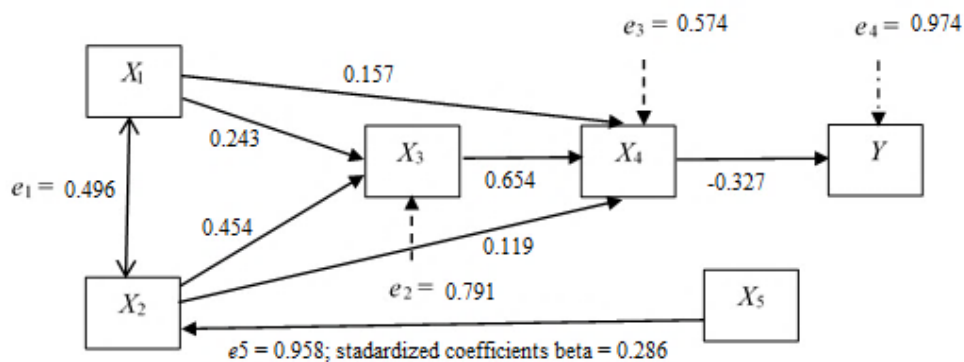 e3 = 0.574
e4 = 0.974
X1
0.157
0.243
X3
X4
Y
e1 = 0.496
0.654
-0.327
0.454
0.119
X2
e2 = 0.791
X5
e5 = 0.958; stadardized coefficients beta = 0.286